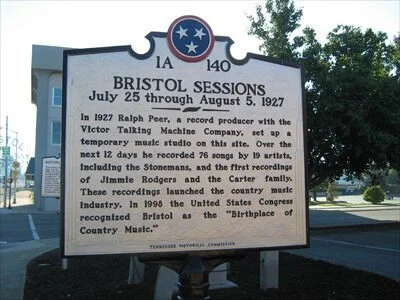 1A 140
BRISTOL SESSIONS
July 25 through August 5, 1927
In 1927 Ralph Peer, a record producer with the
Victor Talking Machine Company, set up a
temporary music studio on this site. Over the
next 12 days he recorded 76 songs by 19 artists,
including the Stonemans, and the first recordings
of Jimmie Rodgers and the Carter family.
These recordings launched the country music
industry. In 1998 the United States Congress
recognized Bristol as the "Birthplace of
Country Music."
TENNESSEE HISTORICAL COMMISSION